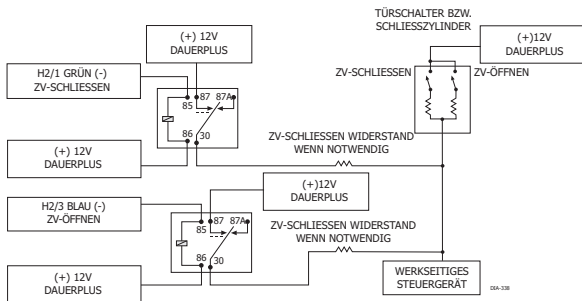 TÜRSCHALTER BZW.
SCHLIESSZYLINDER
(+) 12V
DAUERPLUS
(+) 12V
DAUERPLUS
H2/1 GRÜN (-)
ZV-SCHLIESSEN
ZV-SCHLIESSEN
ZV-ÖFFNEN
87
87A
85
86
30
(+) 12V
DAUERPLUS
ZV-SCHLIESSEN WIDERSTAND
WENN NOTWENDIG
(+)12V
DAUERPLUS
H2/3 BLAU (-)
ZV-ÖFFNEN
87
87A
85
86
30
ZV-SCHLIESSEN WIDERSTAND
WENN NOTWENDIG
(+) 12V
DAUERPLUS
WERKSEITIGES
STEUERGERÄT
DIA-338